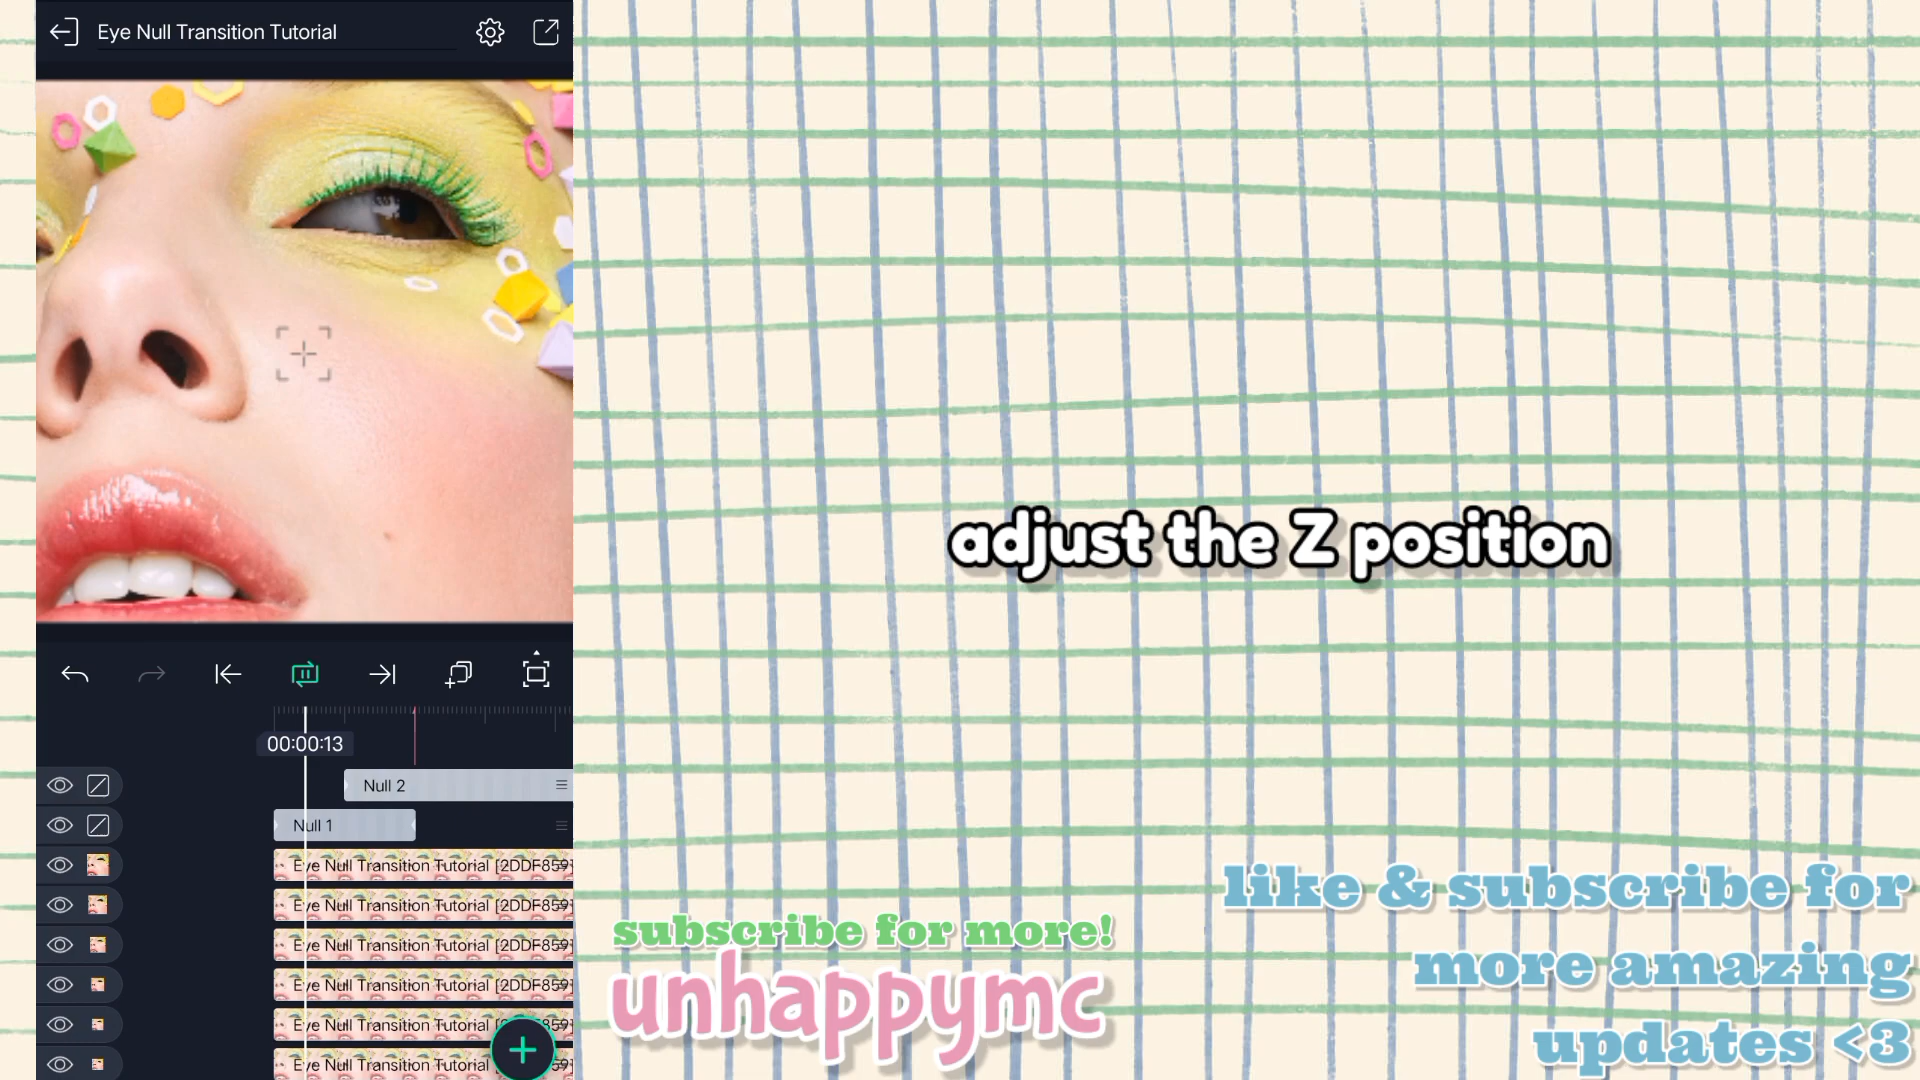 Eye Null Transition Tutorial
adjust the Z position
00:00:13
Null 2
Null 1
Eye Null Transition Tutorial [2DDF859]
Eye Null Transition Tutorial [2DDF859]
Eye Null Transition Tutorial [2DDF859]
Eye Null Transition Tutorial [2DDF859]
Eye Null Transition Tutorial 859]
Eye Null Transition Tutorial
subscribe for more!
unhappymc
like & subscribe for
more amazing
updates <3